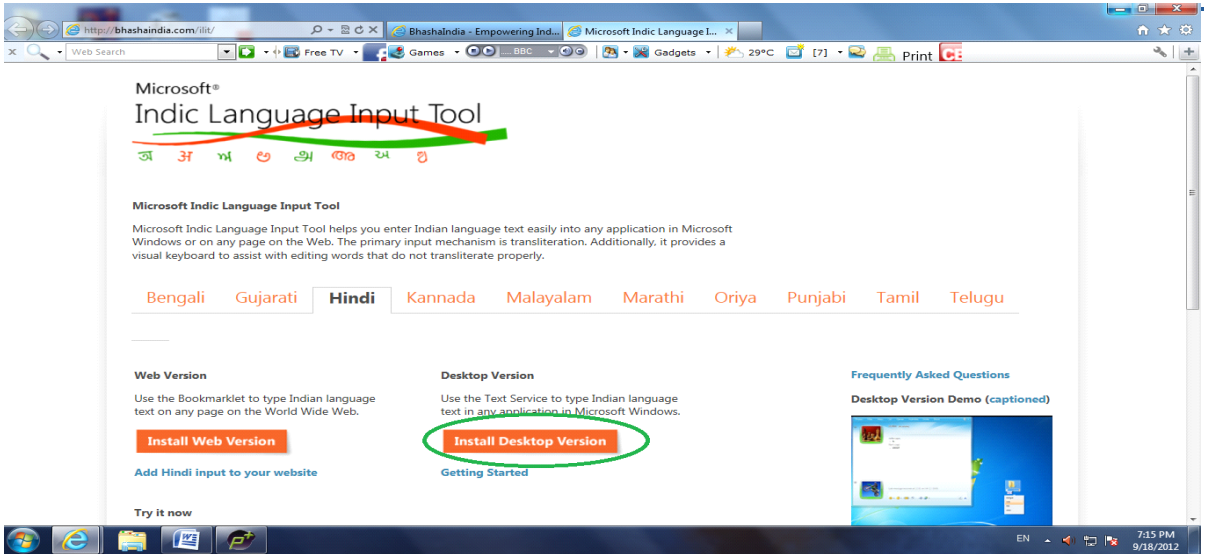 http://bhashaindia.com/ilit/
BhashaIndia - Empowering Ind...
Microsoft Indic Language I...
Web Search
Free TV
Games
BBC
Gadgets
29°C
[7]
Print
Microsoft®
Indic Language Input Tool
অ अ ਅ ಅ அ അ અ ଅ
Microsoft Indic Language Input Tool
Microsoft Indic Language Input Tool helps you enter Indian language text easily into any application in Microsoft
Windows or on any page on the Web. The primary input mechanism is transliteration. Additionally, it provides a
visual keyboard to assist with editing words that do not transliterate properly.
Bengali Gujarati Hindi Kannada Malayalam Marathi Oriya Punjabi Tamil Telugu
Web Version
Use the Bookmarklet to type Indian language
text on any page on the World Wide Web.
Install Web Version
Add Hindi input to your website
Try it now
Desktop Version
Use the Text Service to type Indian language
text in any application in Microsoft Windows.
Install Desktop Version
Getting Started
Frequently Asked Questions
Desktop Version Demo (captioned)
EN
7:15 PM
9/18/2012